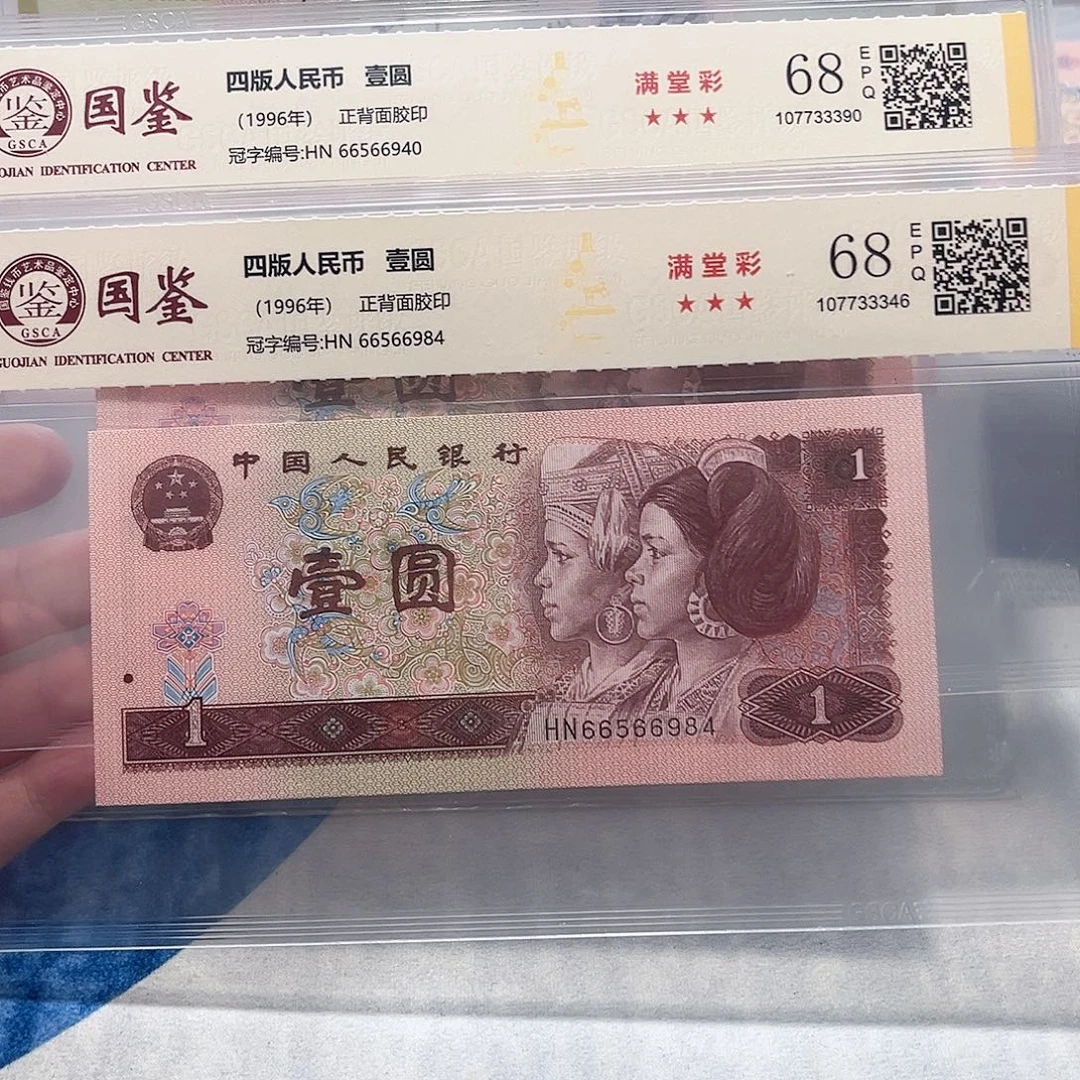 国鉴
GSCA
OJIAN IDENTIFICATION CENTER
四版人民币 壹圆
(1996年) 正背面胶印
冠字编号:HN 66566940
满堂彩
★★★
68 EPQ
107733390
国鉴
GSCA
GUOJIAN IDENTIFICATION CENTER
四版人民币 壹圆
(1996年) 正背面胶印
冠字编号:HN 66566984
满堂彩
★★★
68 EPQ
107733346
壹圆
中国人民银行
1
壹圆
1
HN66566984
1